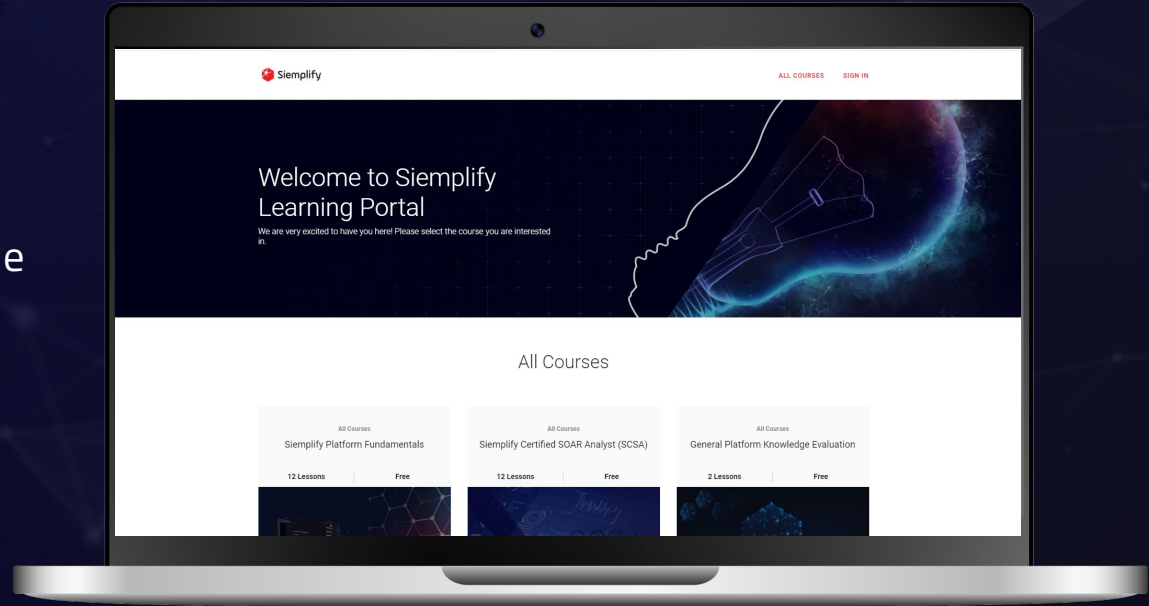 e
Siemplify
ALL COURSES SIGN IN
Welcome to Siemplify
Learning Portal
We are very excited to have you here! Please select the course you are interested
in.
All Courses
All Courses
Siemplify Platform Fundamentals
12 Lessons Free
All Courses
Siemplify Certified SOAR Analyst (SCSA)
12 Lessons Free
All Courses
General Platform Knowledge Evaluation
2 Lessons Free